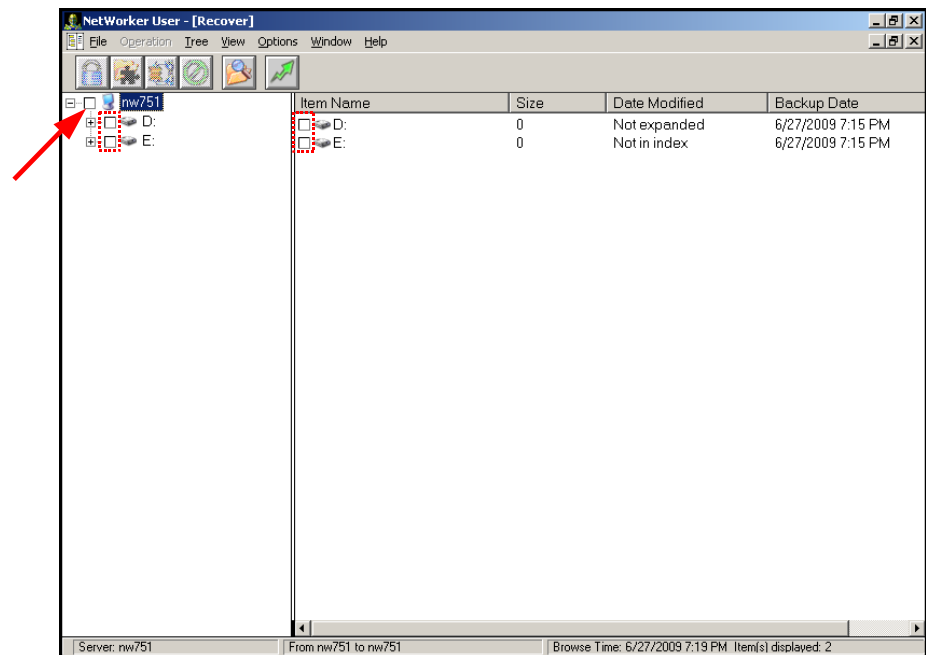 NetWorker User - [Recover]
File Operation Tree View Options Window Help
nw751
D:
E:
Item Name Size Date Modified Backup Date
D: 0 Not expanded 6/27/2009 7:15 PM
E: 0 Not in index 6/27/2009 7:15 PM
Server: nw751 From nw751 to nw751 Browse Time: 6/27/2009 7:19 PM Item(s) displayed: 2